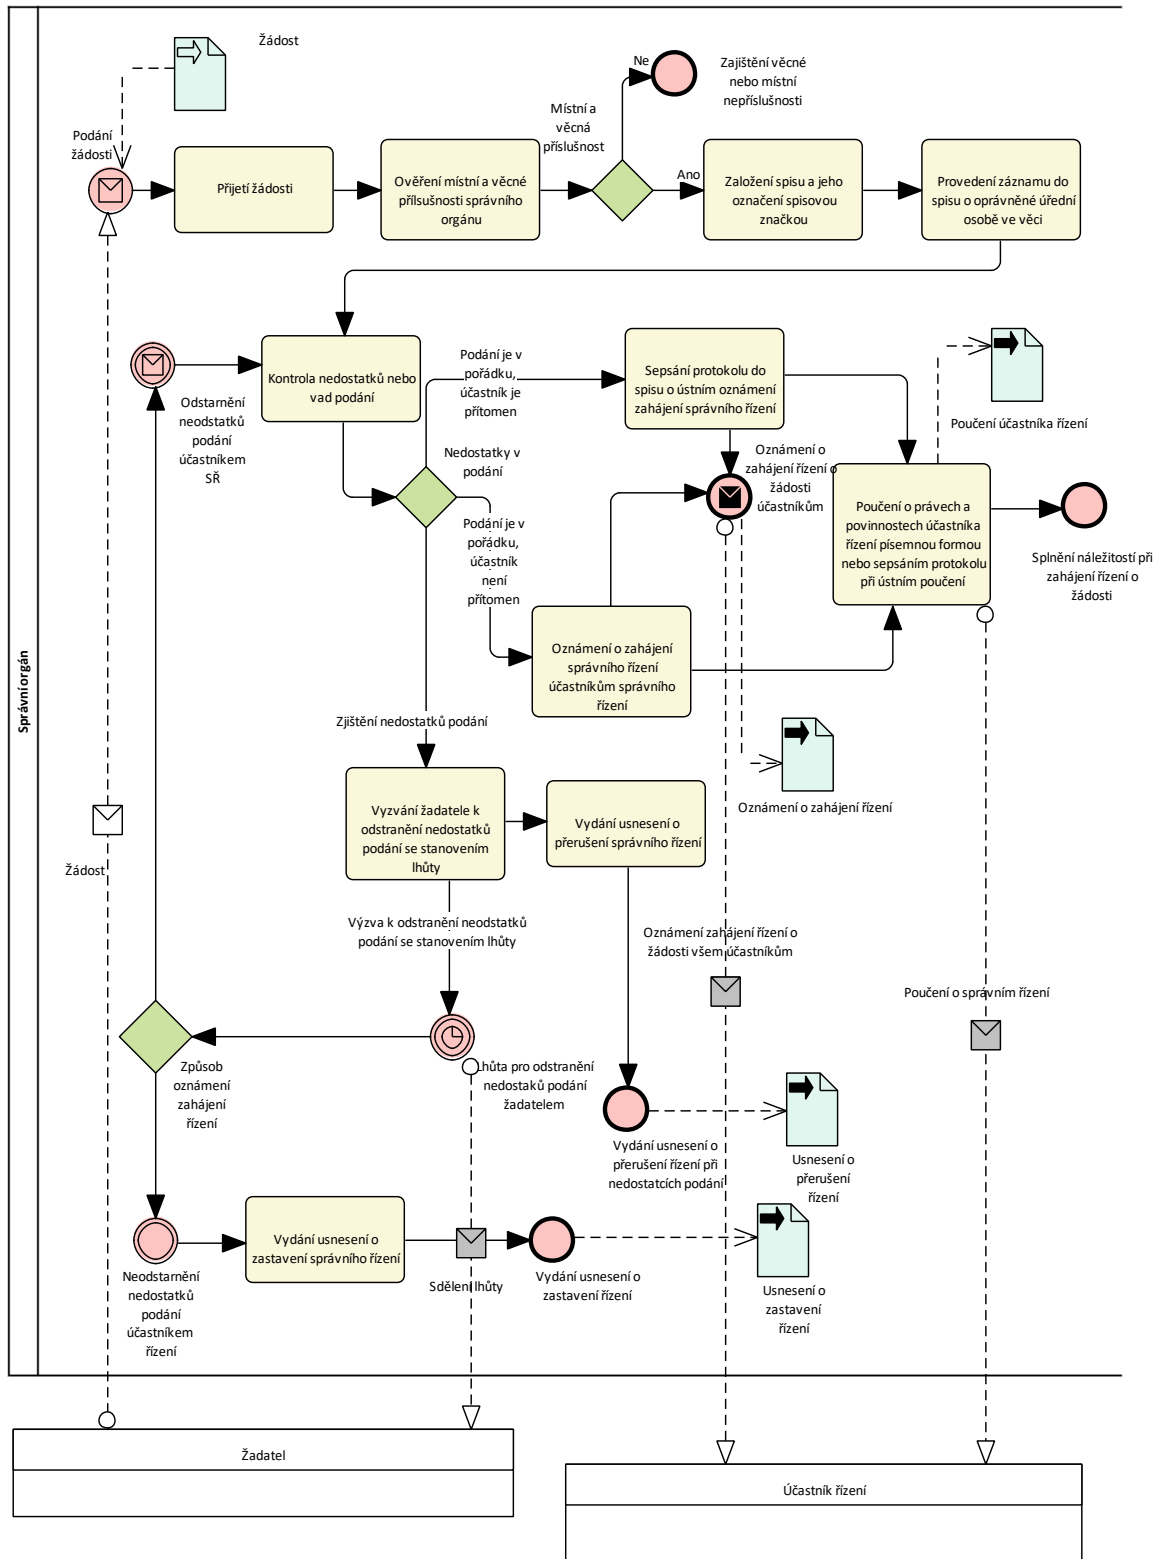 Žádost
Ne
Zajištění věcné
nebo místní
nepříslušnosti
Místní a
věcná
příslušnost
Podání
žádosti
Přijetí žádosti
Ověření místní a věcné
přílsušnosti správního
orgánu
Ano
Založení spisu a jeho
označení spisovou
značkou
Provedení záznamu do
spisu o oprávněné úřední
osobě ve věci
Kontrola nedostatků nebo
vad podání
Odstarnění
neodstatků
podání
účastníkem
SŘ
Podání je v
pořádku,
účastník je
přítomen
Sepsání protokolu do
spisu o ústním oznámení
zahájení správního řízení
Poučení účastníka řízení
Nedostatky v
podání
Oznámení o
zahájení řízení o
žádosti
účastníkům
Podání je v
pořádku,
účastník
není
přítomen
Poučení o právech a
povinnostech účastníka
řízení písemnou formou
nebo sepsáním protokolu
při ústním poučení
Splnění náležitostí při
zahájení řízení o
žádosti
Oznámení o zahájení
správního řízení
účastníkům správního
řízení
Správní orgán
Zjištění nedostatků podání
Oznámení o zahájení řízení
Vyzvání žadatele k
odstranění nedostatků
podání se stanovením
lhůty
Vydání usnesení o
přerušení správního řízení
Žádost
Výzva k odstranění neodstatků
podání se stanovením lhůty
Oznámení zahájení řízení o
žádosti všem účastníkům
Poučení o správním řízení
Způsob
oznámení
zahájení
řízení
Lhůta pro odstranění
nedostaků podání
žadatelem
Vydání usnesení o
přerušení řízení při
nedostatcích podání
Usnesení o
přerušení
řízení
Vydání usnesení o
zastavení správního řízení
Neodstarnění
nedostatků
podání
účastníkem
řízení
Sdělení lhůty
Vydání usnesení o
zastavení řízení
Usnesení o
zastavení
řízení
Žadatel
Účastník řízení